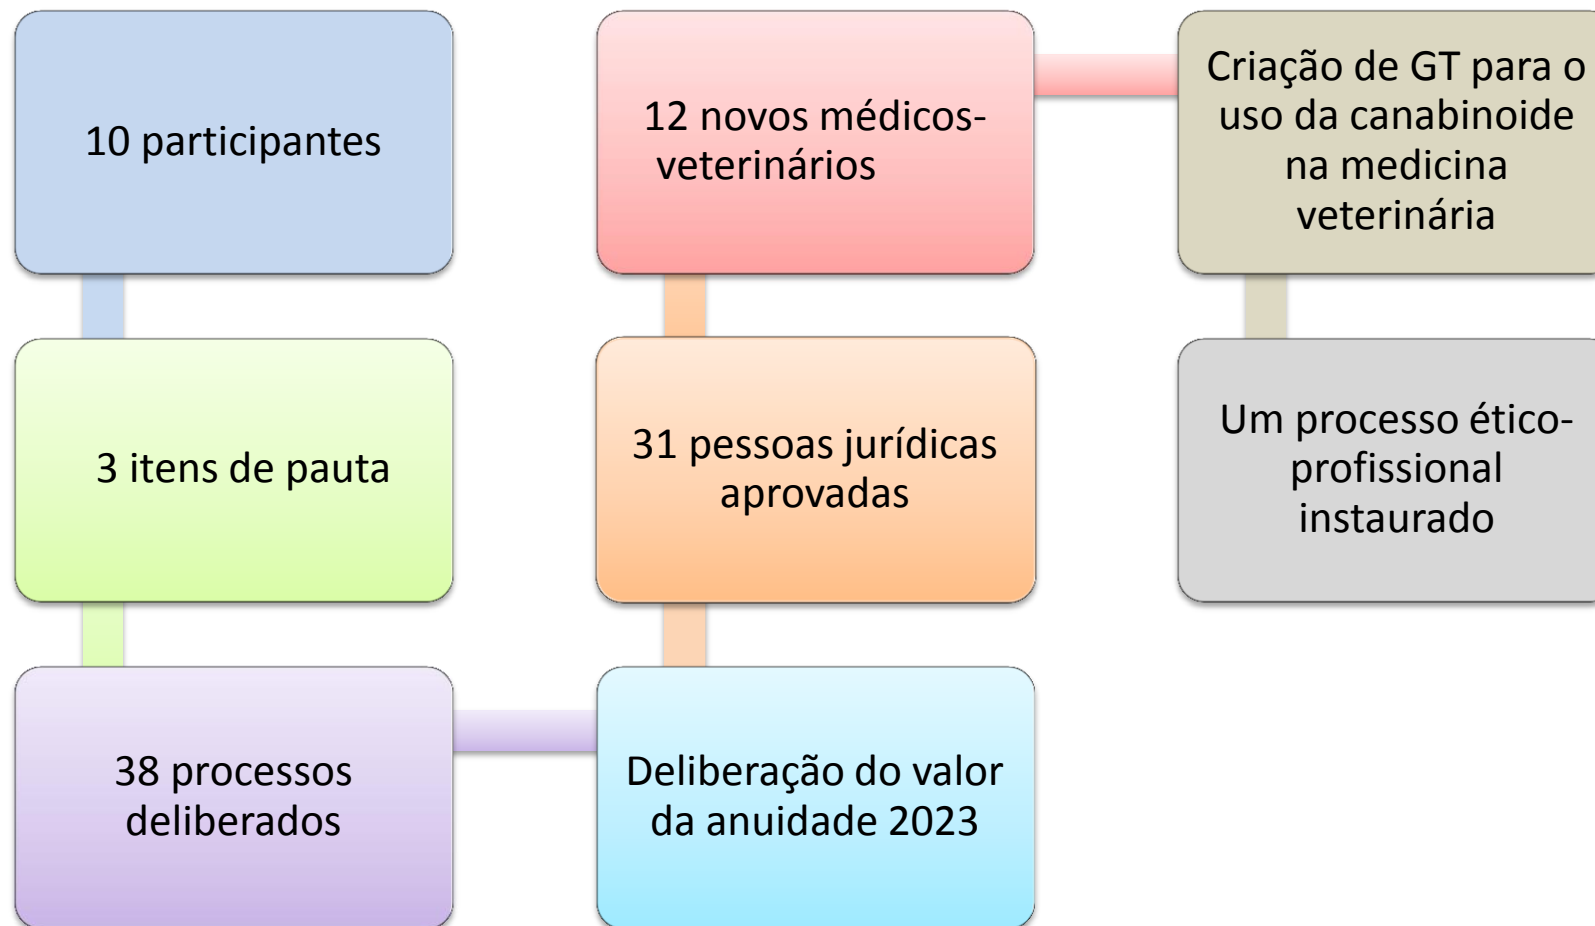 10 participantes
3 itens de pauta
38 processos
deliberados
Deliberação do valor
da anuidade 2023
31 pessoas jurídicas
aprovadas
12 novos médicos-
veterinários
Criação de GT para o
uso da canabinoide
na medicina
veterinária
Um processo ético-
profissional
instaurado